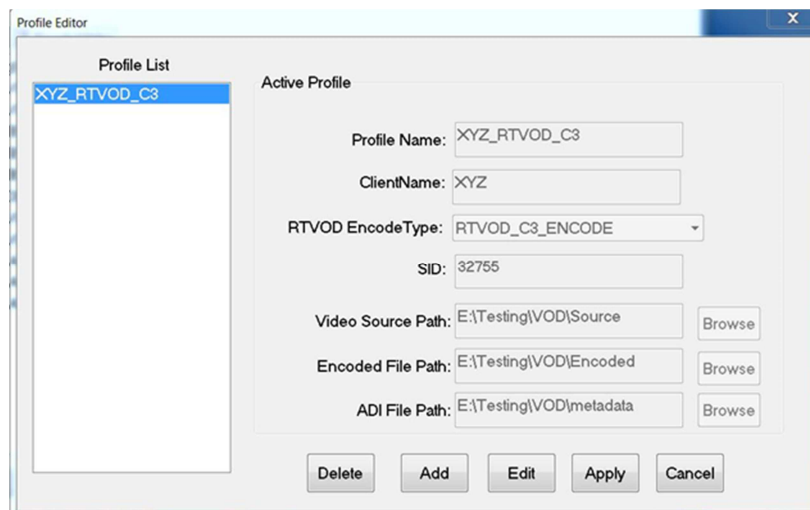 Profile Editor
x
Profile List
XYZ_RTVOD_C3
Active Profile
Profile Name: XYZ_RTVOD_C3
ClientName: XYZ
RTVOD EncodeType: RTVOD_C3_ENCODE
SID: 32755
Video Source Path: E:\Testing\VOD\Source Browse
Encoded File Path: E:\Testing\VOD\Encoded Browse
ADI File Path: E:\Testing\VOD\metadata Browse
Delete Add Edit Apply Cancel